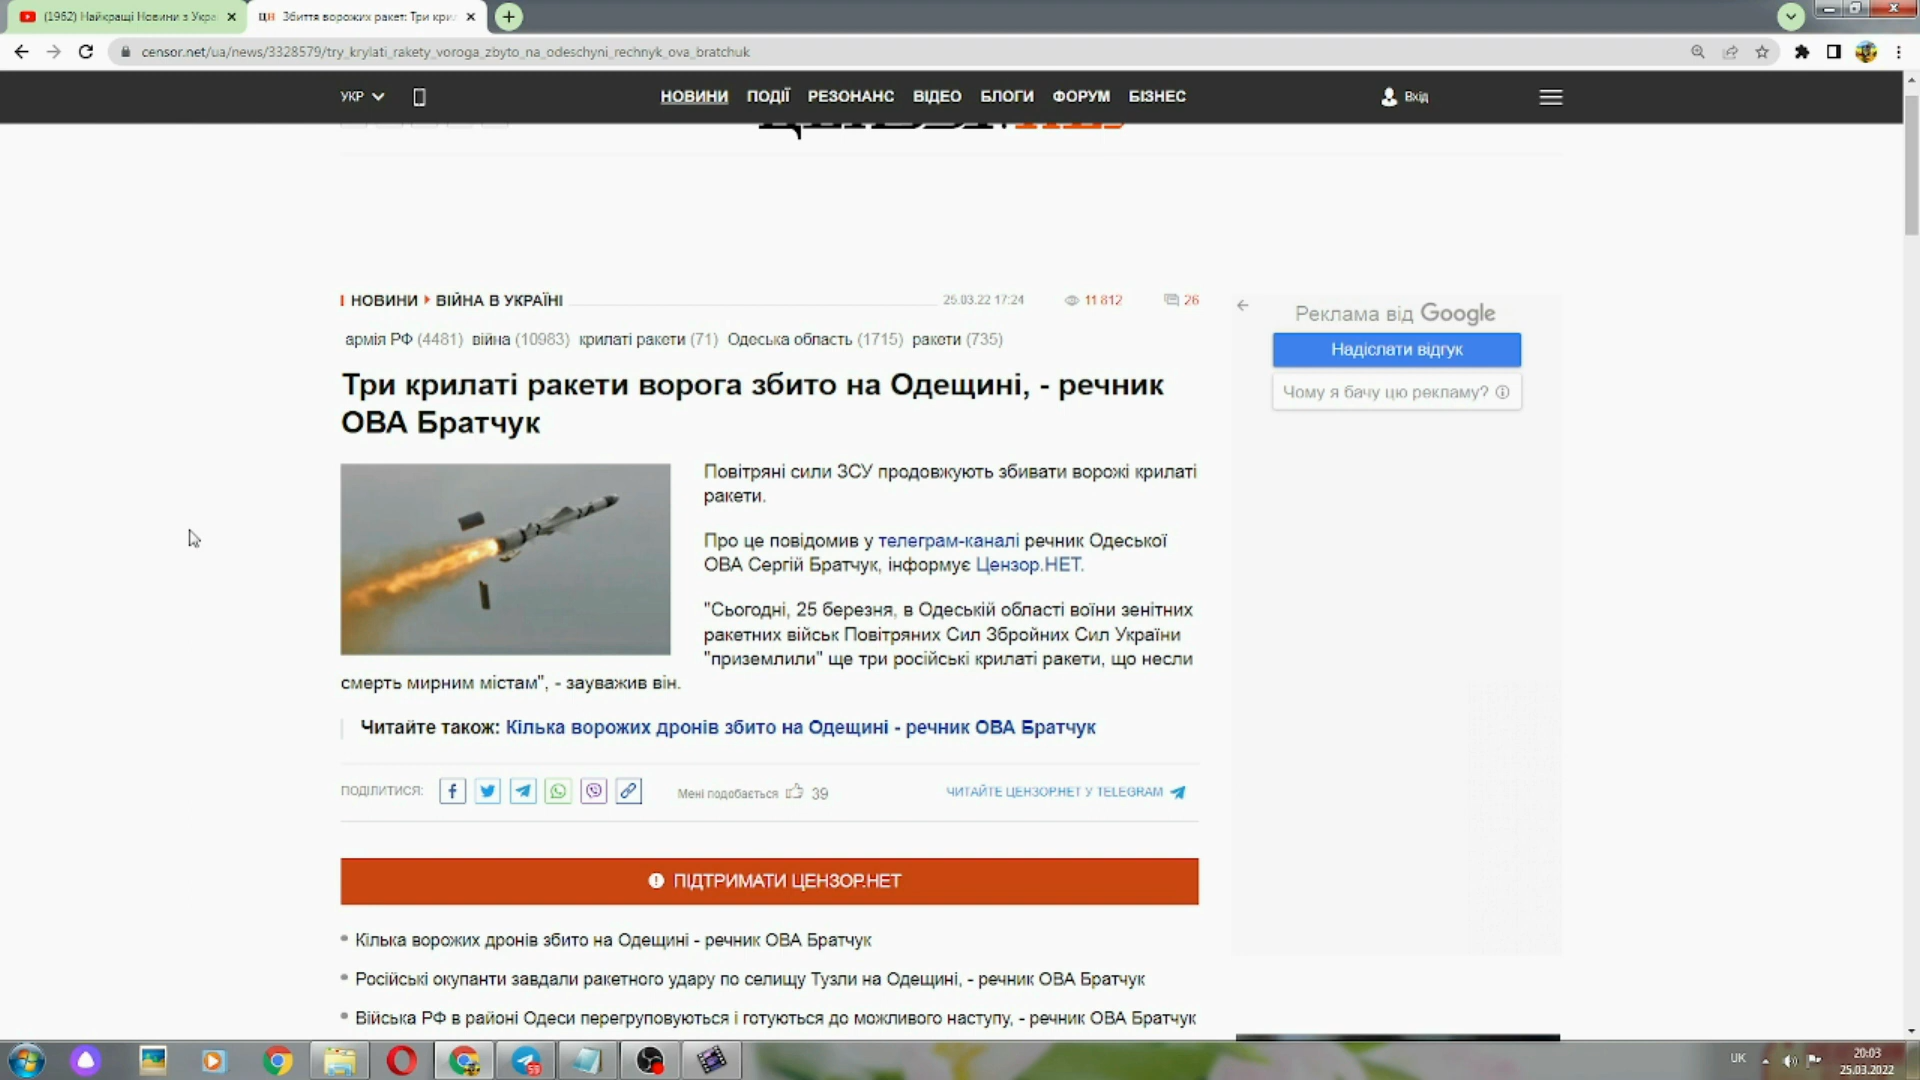 (1962) Найкращі Новини з Укра
Збиття ворожих ракет: Три кри
censor.net/ua/news/3328579/try_krylati_rakety_voroga_zbyto_na_odeschyni_rechnyk_ova_bratchuk
УКР
НОВИНИ ПОДІЇ РЕЗОНАНС ВІДЕО БЛОГИ ФОРУМ БІЗНЕС
Вхід
НОВИНИ ВІЙНА В УКРАЇНІ 25.03.22 17:24 11 812 26
армія РФ (4481) війна (10983) крилаті ракети (71) Одеська область (1715) ракети (735)
Три крилаті ракети ворога збито на Одещині, - речник
ОВА Братчук
Повітряні сили ЗСУ продовжують збивати ворожі крилаті
ракети.
Про це повідомив у телеграм-каналі речник Одеської
ОВА Сергій Братчук, інформує Цензор.НЕТ.
"Сьогодні, 25 березня, в Одеській області воїни зенітних
ракетних військ Повітряних Сил Збройних Сил України
"приземлили" ще три російські крилаті ракети, що несли
смерть мирним містам", - зауважив він.
Читайте також: Кілька ворожих дронів збито на Одещині - речник ОВА Братчук
ПОДІЛИТИСЯ: Мені подобається 39 ЧИТАЙТЕ ЦЕНЗОР.НЕТ У TELEGRAM
ПІДТРИМАТИ ЦЕНЗОР.НЕТ
Кілька ворожих дронів збито на Одещині - речник ОВА Братчук
Російські окупанти завдали ракетного удару по селищу Тузли на Одещині, - речник ОВА Братчук
Війська РФ в районі Одеси перегруповуються і готуються до можливого наступу, - речник ОВА Братчук
Реклама від Google
Надіслати відгук
Чому я бачу цю рекламу?
UK
20:03
25.03.2022